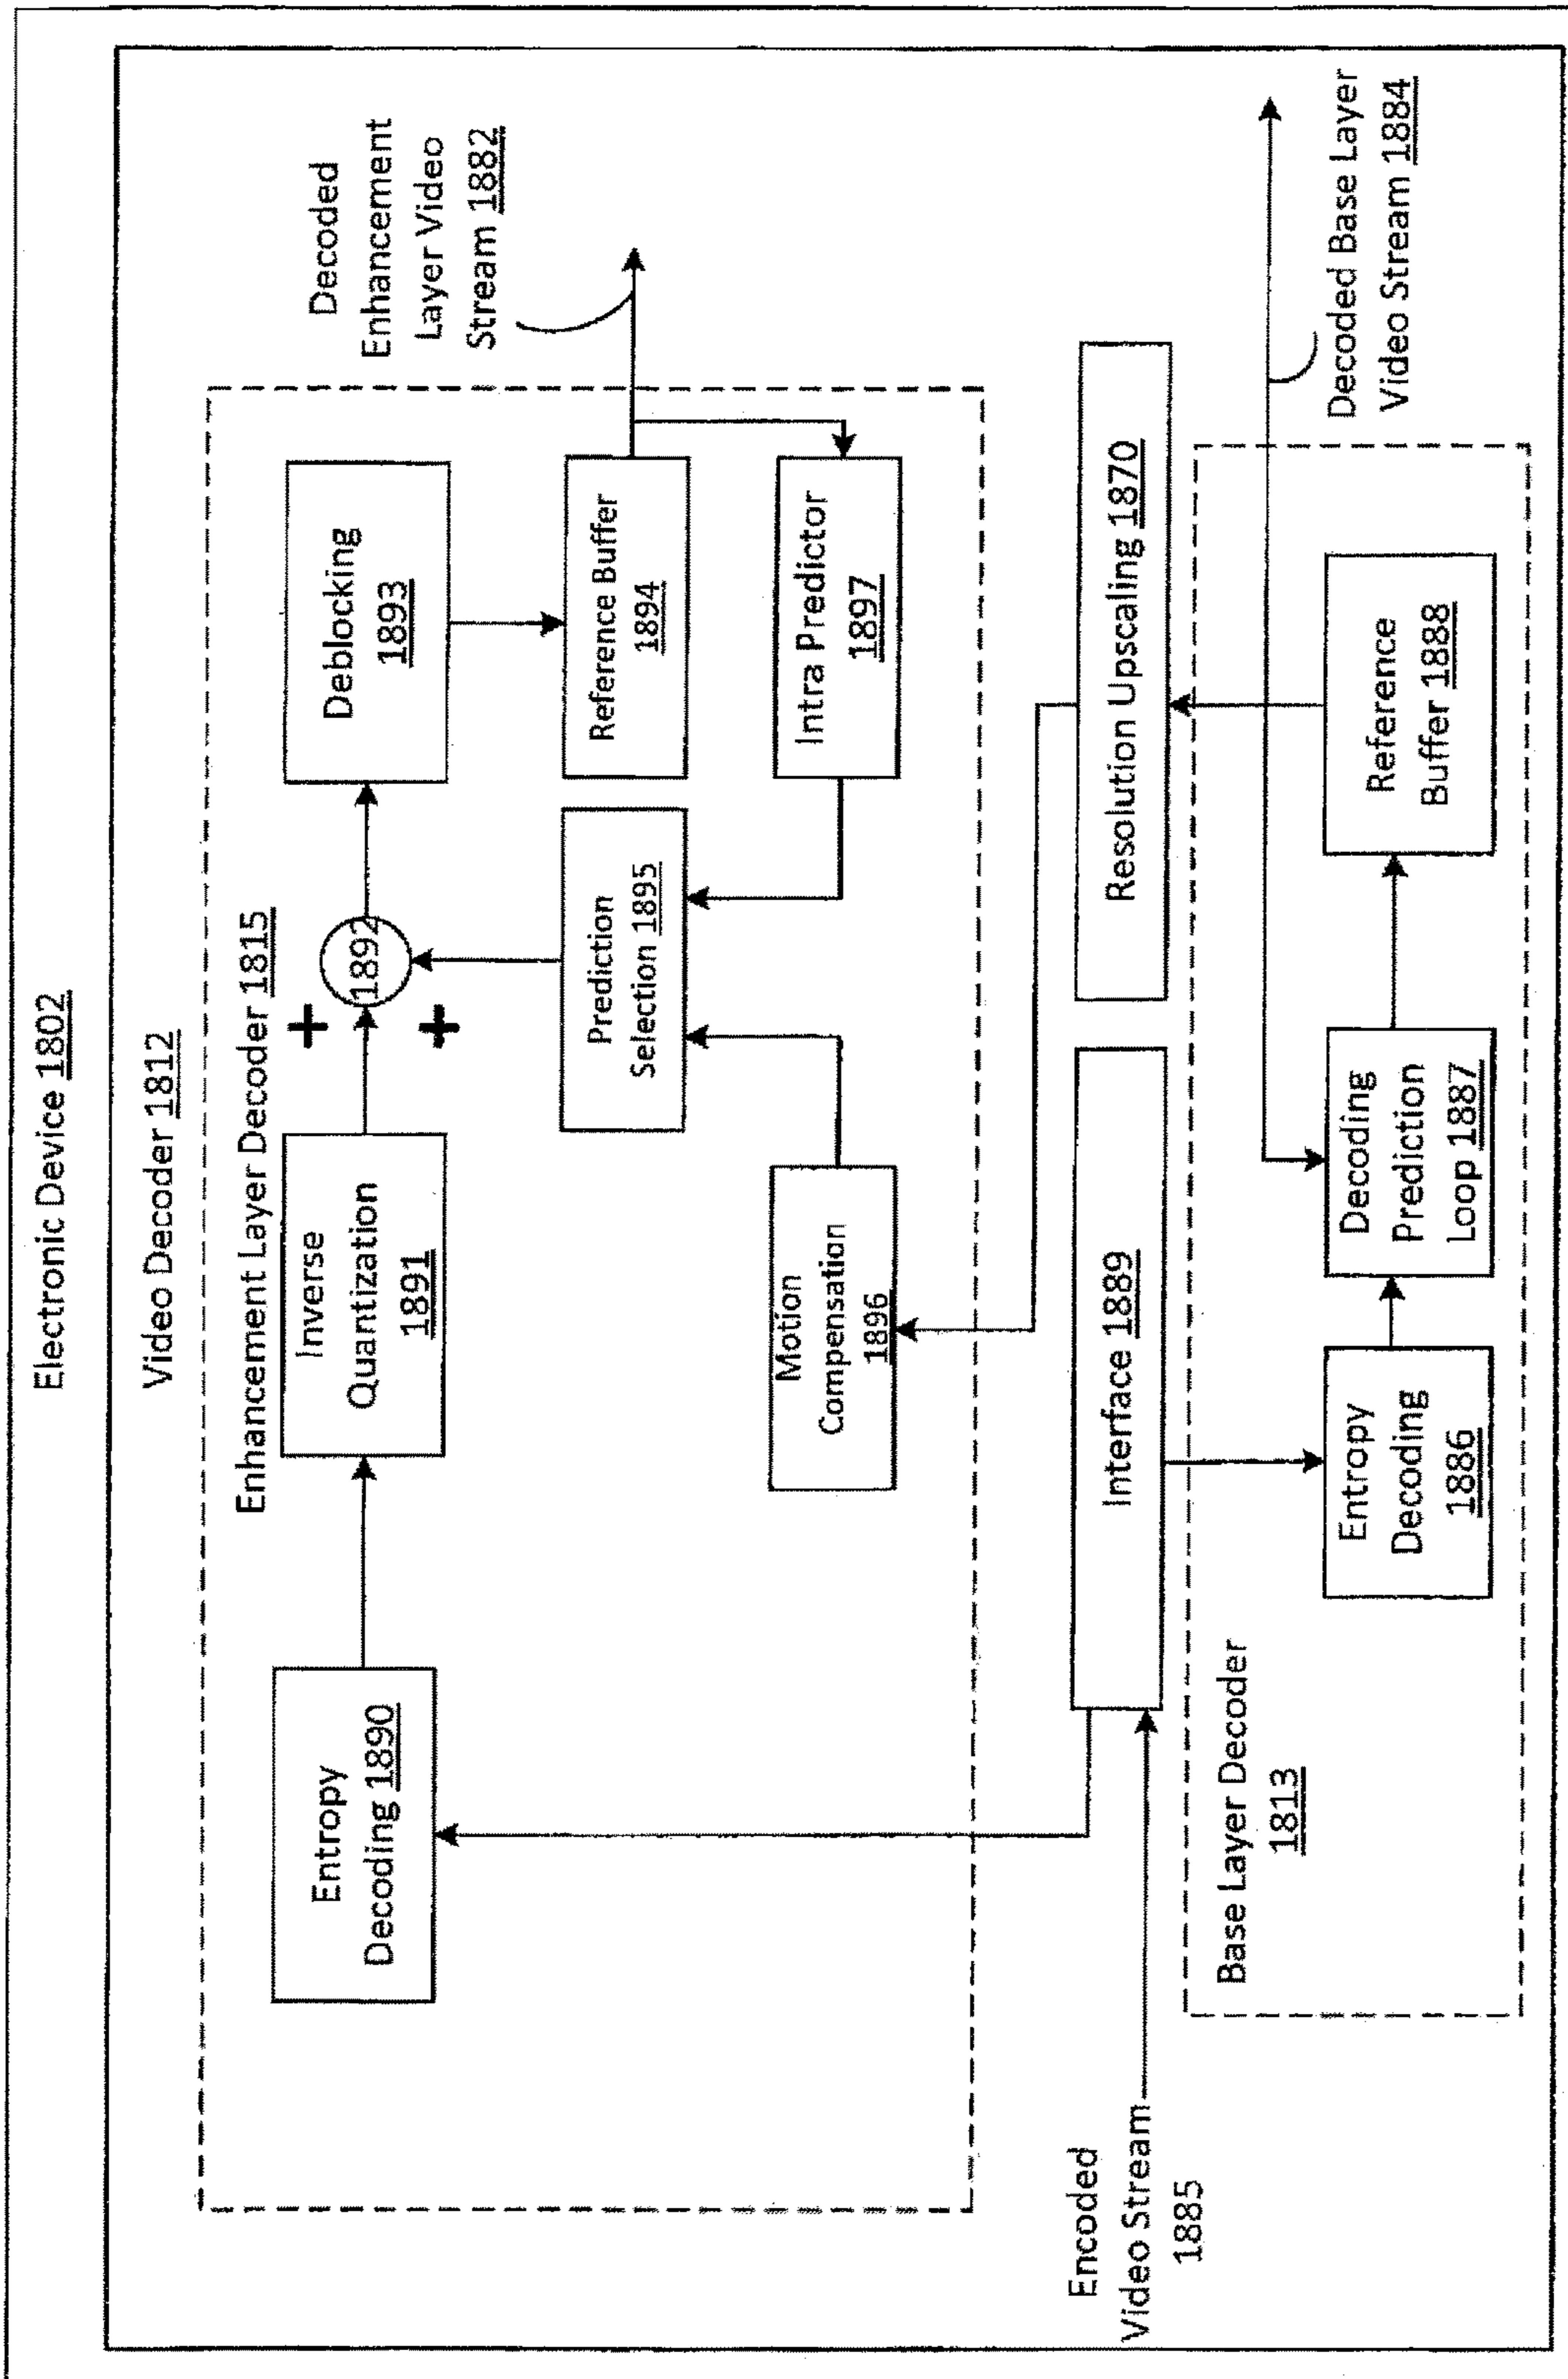 Electronic Device 1802
Video Decoder 1812
Enhancement Layer Decoder 1815
Entropy
Decoding 1890
Inverse
Quantization
1891
+
+
1892
Deblocking
1893
Decoded
Enhancement
Layer Video
Stream 1882
Prediction
Selection 1895
Reference Buffer
1894
Motion
Compensation
1896
Intra Predictor
1897
Encoded
Video Stream
1885
Interface 1889
Resolution Upscaling 1870
Base Layer Decoder
1813
Entropy
Decoding
1886
Decoding
Prediction
Loop 1887
Reference
Buffer 1888
Decoded Base Layer
Video Stream 1884